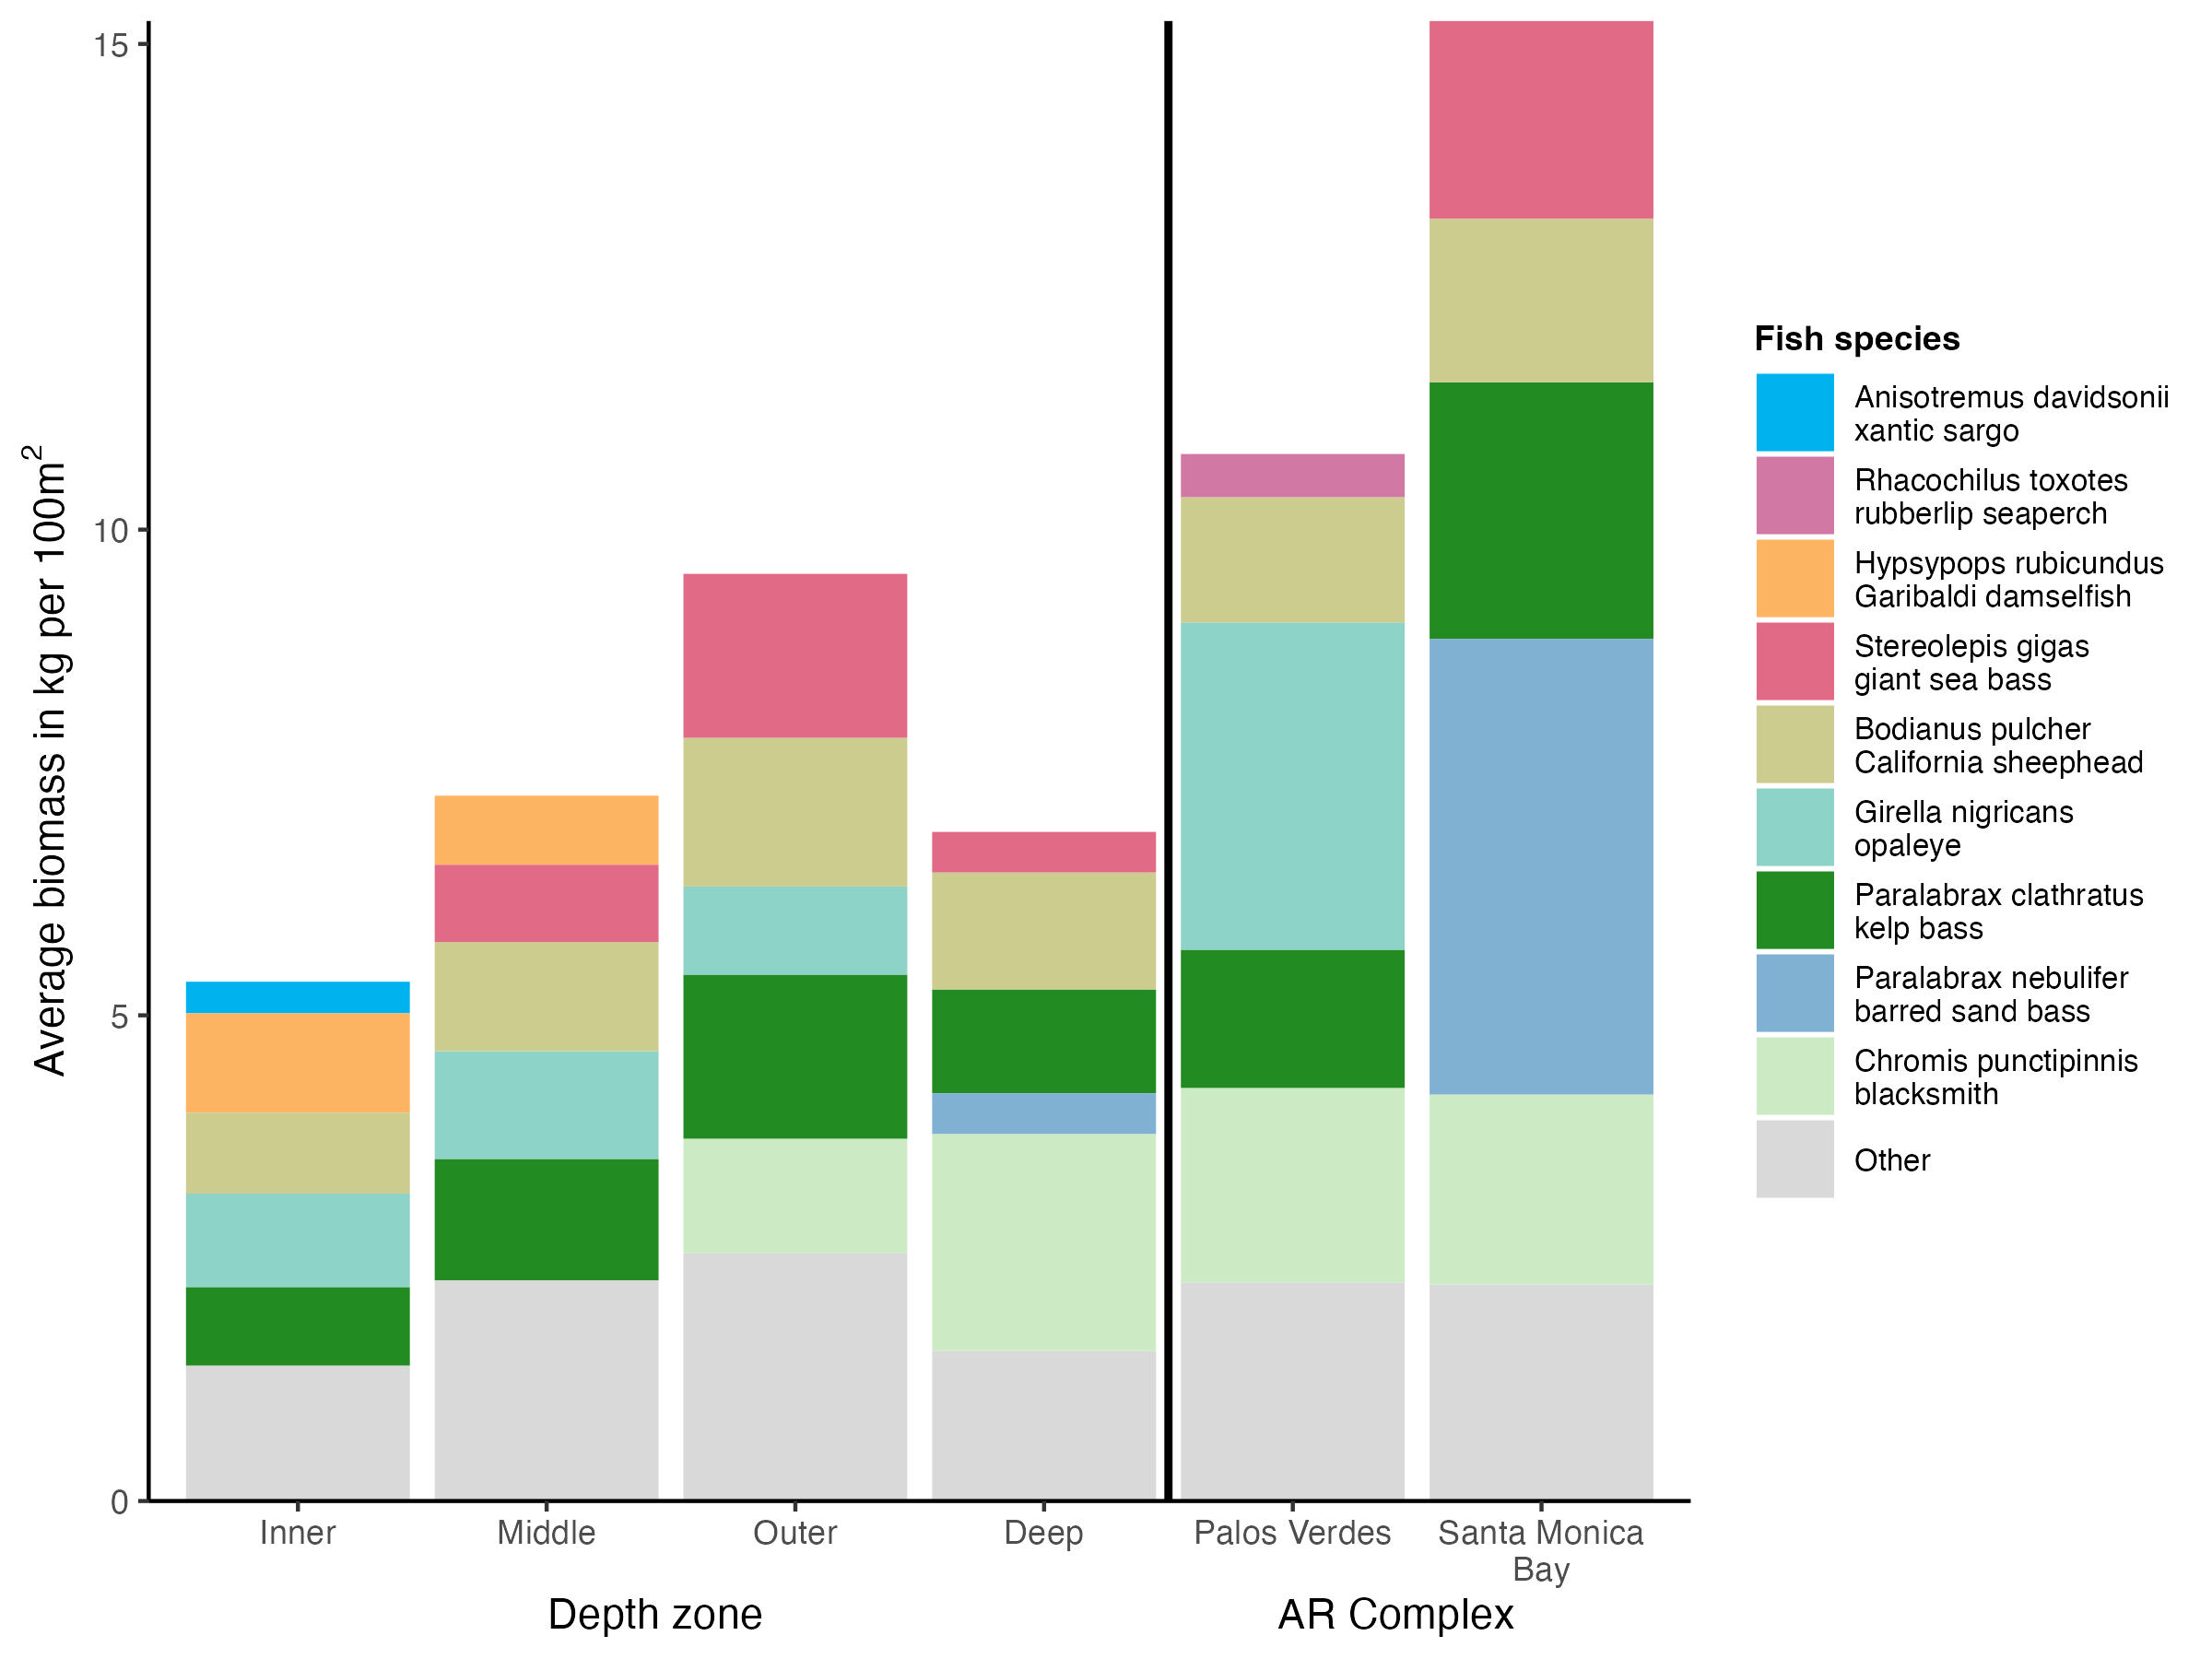 Average biomass in kg per 100m²
15
10
5
0
Inner
Middle
Outer
Deep
Palos Verdes
Santa Monica
Bay
Depth zone
AR Complex
Fish species
Anisotremus davidsonii
xantic sargo
Rhacochilus toxotes
rubberlip seaperch
Hypsypops rubicundus
Garibaldi damselfish
Stereolepis gigas
giant sea bass
Bodianus pulcher
California sheephead
Girella nigricans
opaleye
Paralabrax clathratus
kelp bass
Paralabrax nebulifer
barred sand bass
Chromis punctipinnis
blacksmith
Other